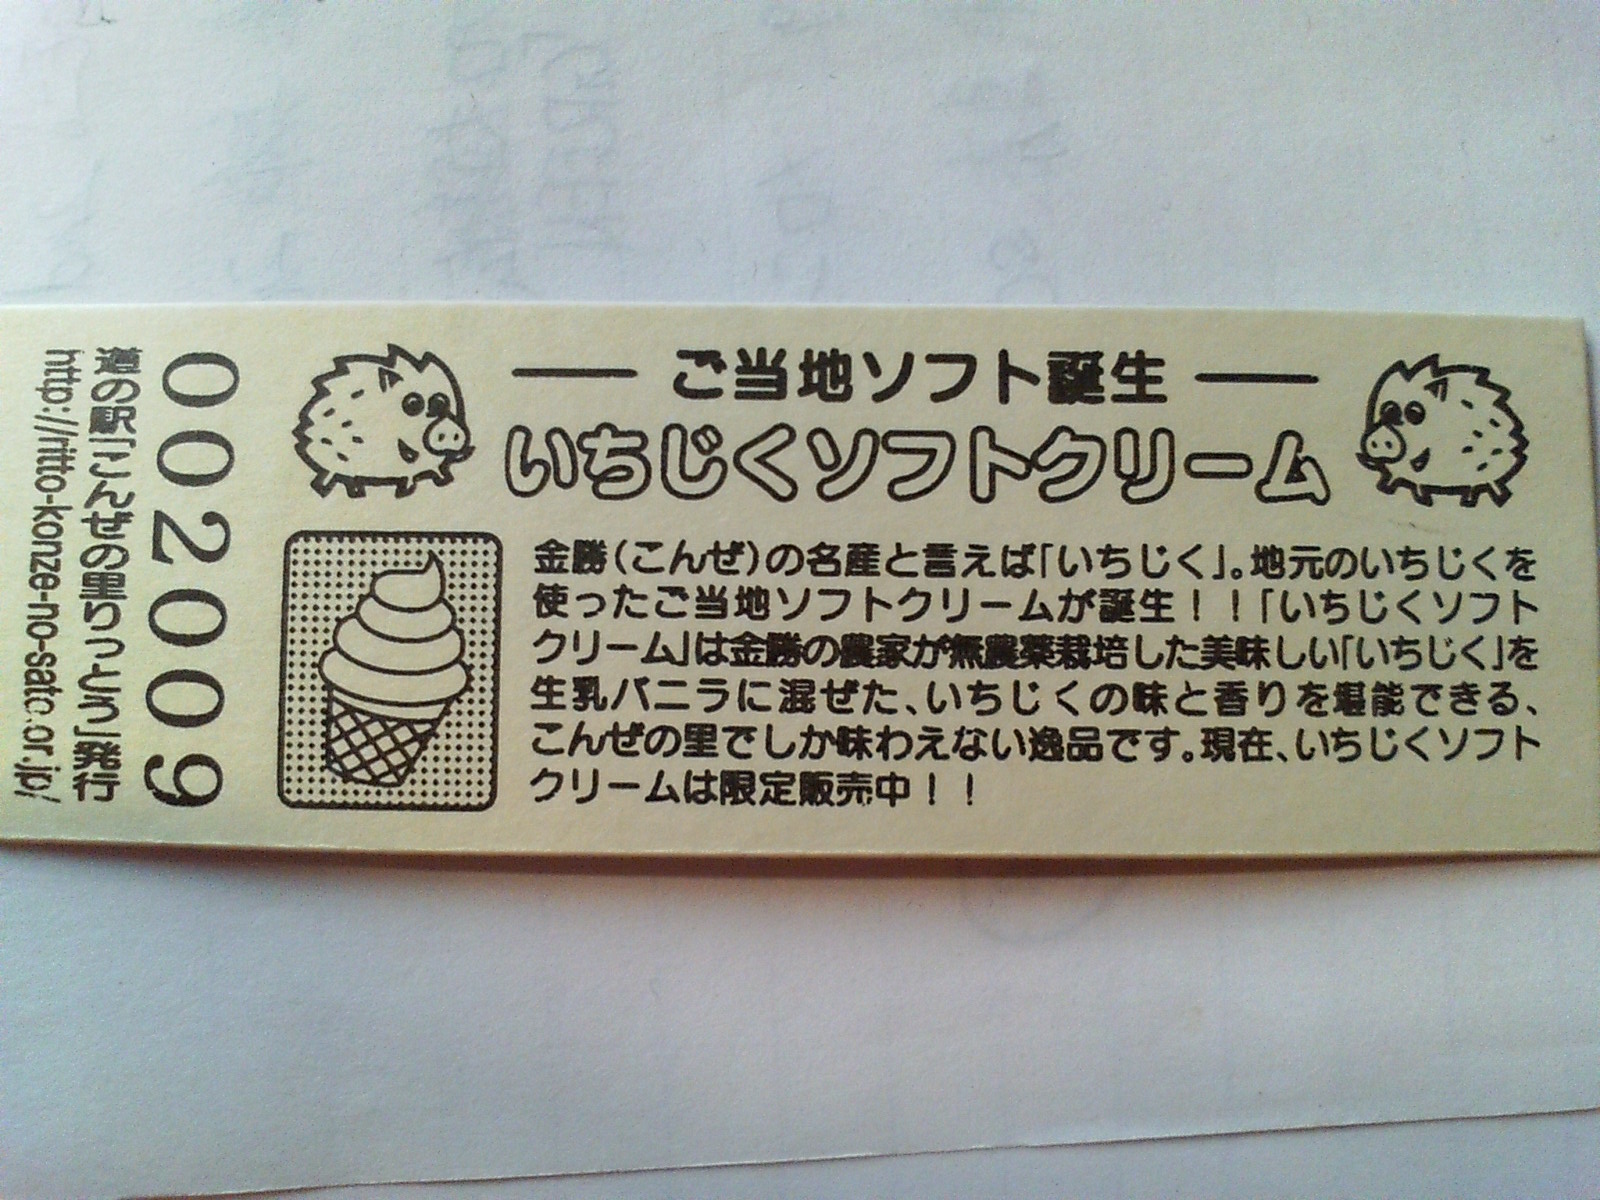 ご当地ソフト誕生
いちじくソフトクリーム
金勝(こんぜ)の名産と言えば「いちじく」。地元のいちじくを
使ったご当地ソフトクリームが誕生！！「いちじくソフト
クリーム」は金勝の農家が無農薬栽培した美味しい「いちじく」を
生乳バニラに混ぜた、いちじくの味と香りを堪能できる、
こんぜの里でしか味わえない逸品です。現在、いちじくソフト
クリームは限定販売中！！
002009
道の駅「こんぜの里りっとう」発行
http://ritto-konze-no-sato.or.jp/